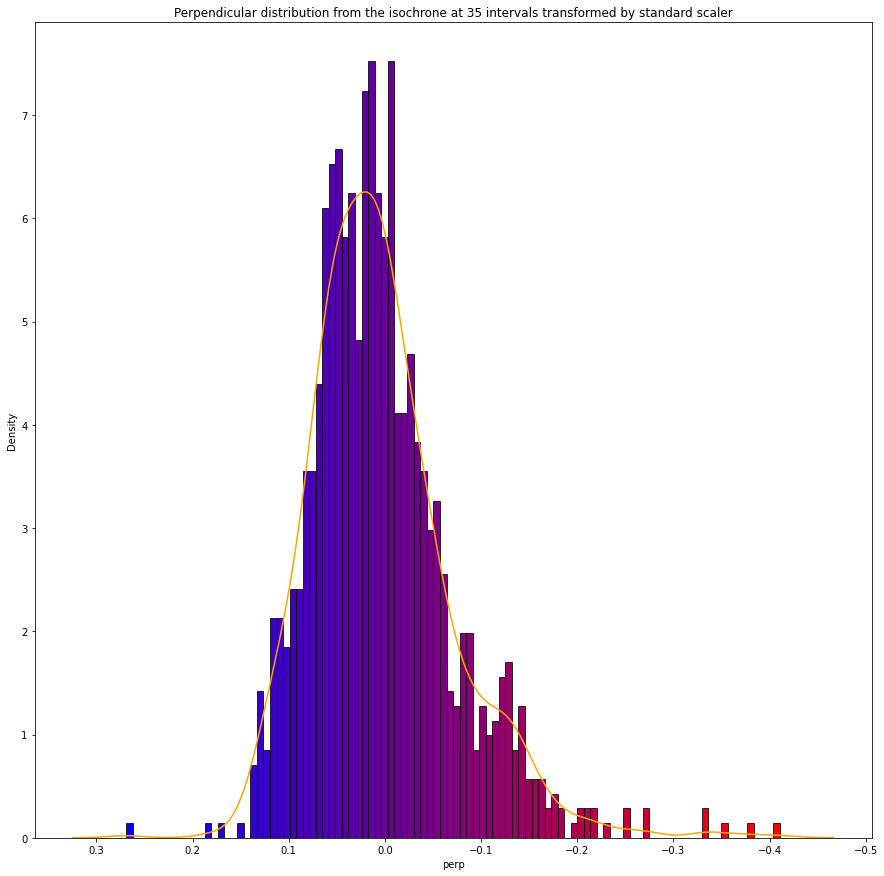 Perpendicular distribution from the isochrone at 35 intervals transformed by standard scaler
7
6
5
4
3
2
1
0
Density
0.3 0.2 0.1 0.0 −0.1 −0.2 −0.3 −0.4 −0.5
perp